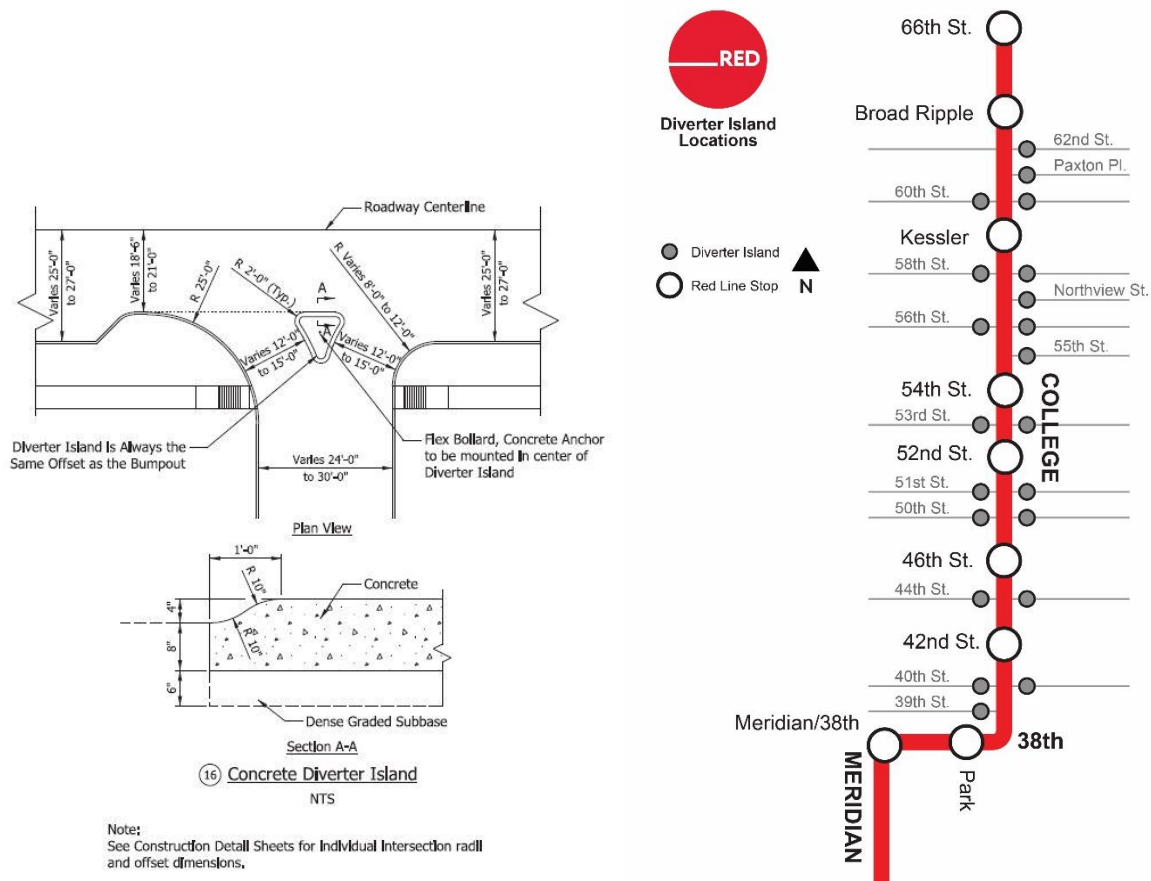 Roadway Centerline
Varies 25'-0"
to 27'-0"
Varies 18'-6"
to 21'-0"
R 25'-0"
R 2'-0" (Typ.)
A
A
R Varies 8'-0" to 12'-0"
Varies 25'-0"
to 27'-0"
Varies 12'-0"
to 15'-0"
Varies 12'-0"
to 15'-0"
Diverter Island is Always the
Same Offset as the Bumpout
Flex Bollard, Concrete Anchor
to be mounted in center of
Diverter Island
Varies 24'-0"
to 30'-0"
Plan View
1'-0"
R 10"
R 10"
Concrete
4"
8"
6"
Dense Graded Subbase
Section A-A
16 Concrete Diverter Island
NTS
Note:
See Construction Detail Sheets for Individual Intersection radii
and offset dimensions.
RED
Diverter Island
Locations
Diverter Island
Red Line Stop
N
66th St.
Broad Ripple
62nd St.
Paxton Pl.
60th St.
Kessler
58th St.
Northview St.
56th St.
55th St.
54th St.
COLLEGE
53rd St.
52nd St.
51st St.
50th St.
46th St.
44th St.
42nd St.
40th St.
39th St.
Meridian/38th
38th
Park
MERIDIAN